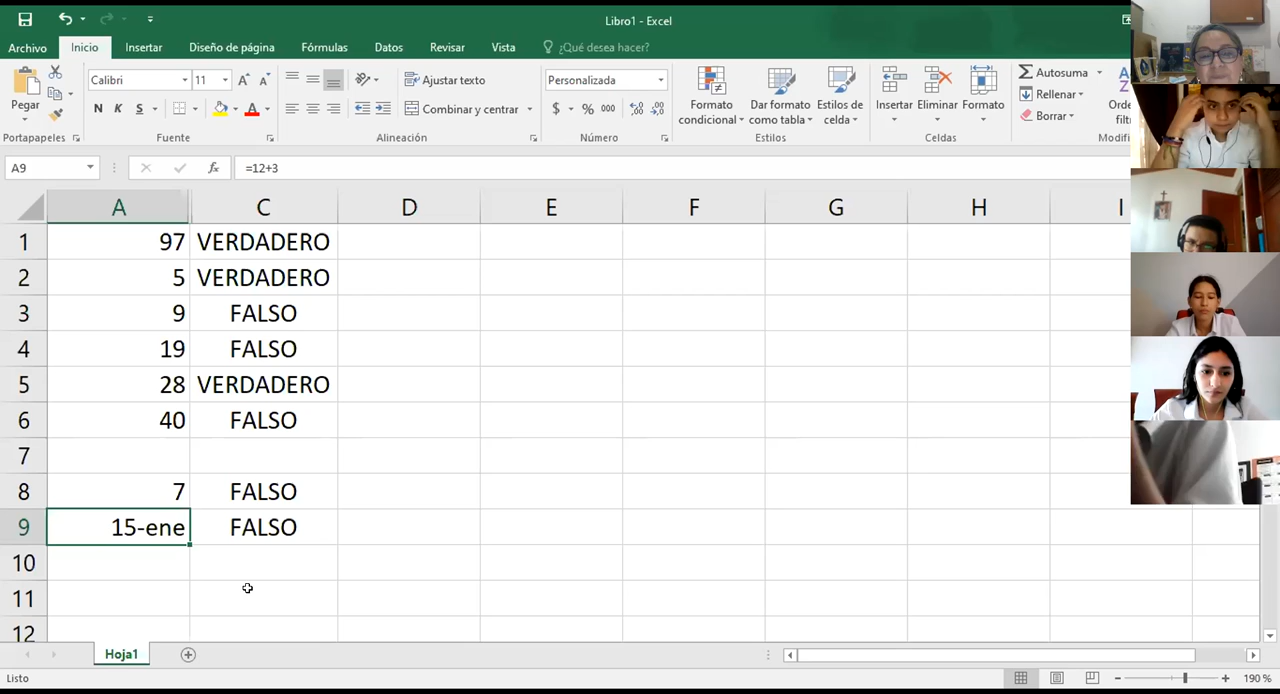 Libro1 - Excel
Archivo Inicio Insertar Diseño de página Fórmulas Datos Revisar Vista ¿Qué desea hacer?
Pegar
Calibri 11
N K S
Ajustar texto
Combinar y centrar
Personalizada
$ % 000
Formato condicional
Dar formato como tabla
Estilos de celda
Insertar Eliminar Formato
Autosuma
Rellenar
Borrar
Portapapeles Fuente Alineación Número Estilos Celdas
A9 fx =12+3
A C D E F G H I
1 97 VERDADERO
2 5 VERDADERO
3 9 FALSO
4 19 FALSO
5 28 VERDADERO
6 40 FALSO
7
8 7 FALSO
9 15-ene FALSO
10
11
12
Hoja1
Listo 190 %